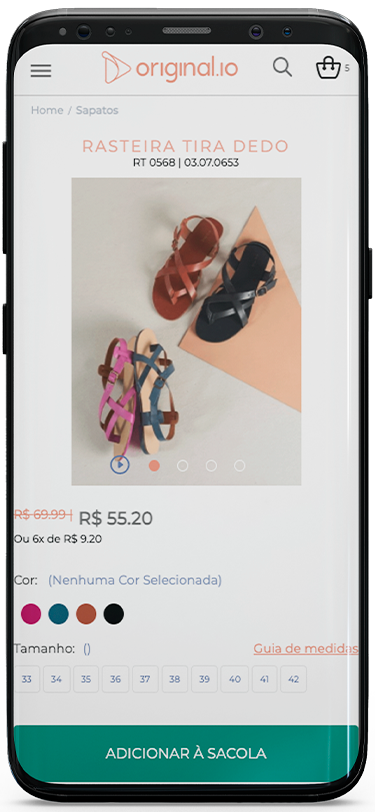 original.io
5
Home / Sapatos
RASTEIRA TIRA DEDO
RT 0568 | 03.07.0653
R$ 69.99 R$ 55.20
Ou 6x de R$ 9.20
Cor: (Nenhuma Cor Selecionada)
Tamanho: () Guia de medidas
33 34 35 36 37 38 39 40 41 42
ADICIONAR À SACOLA